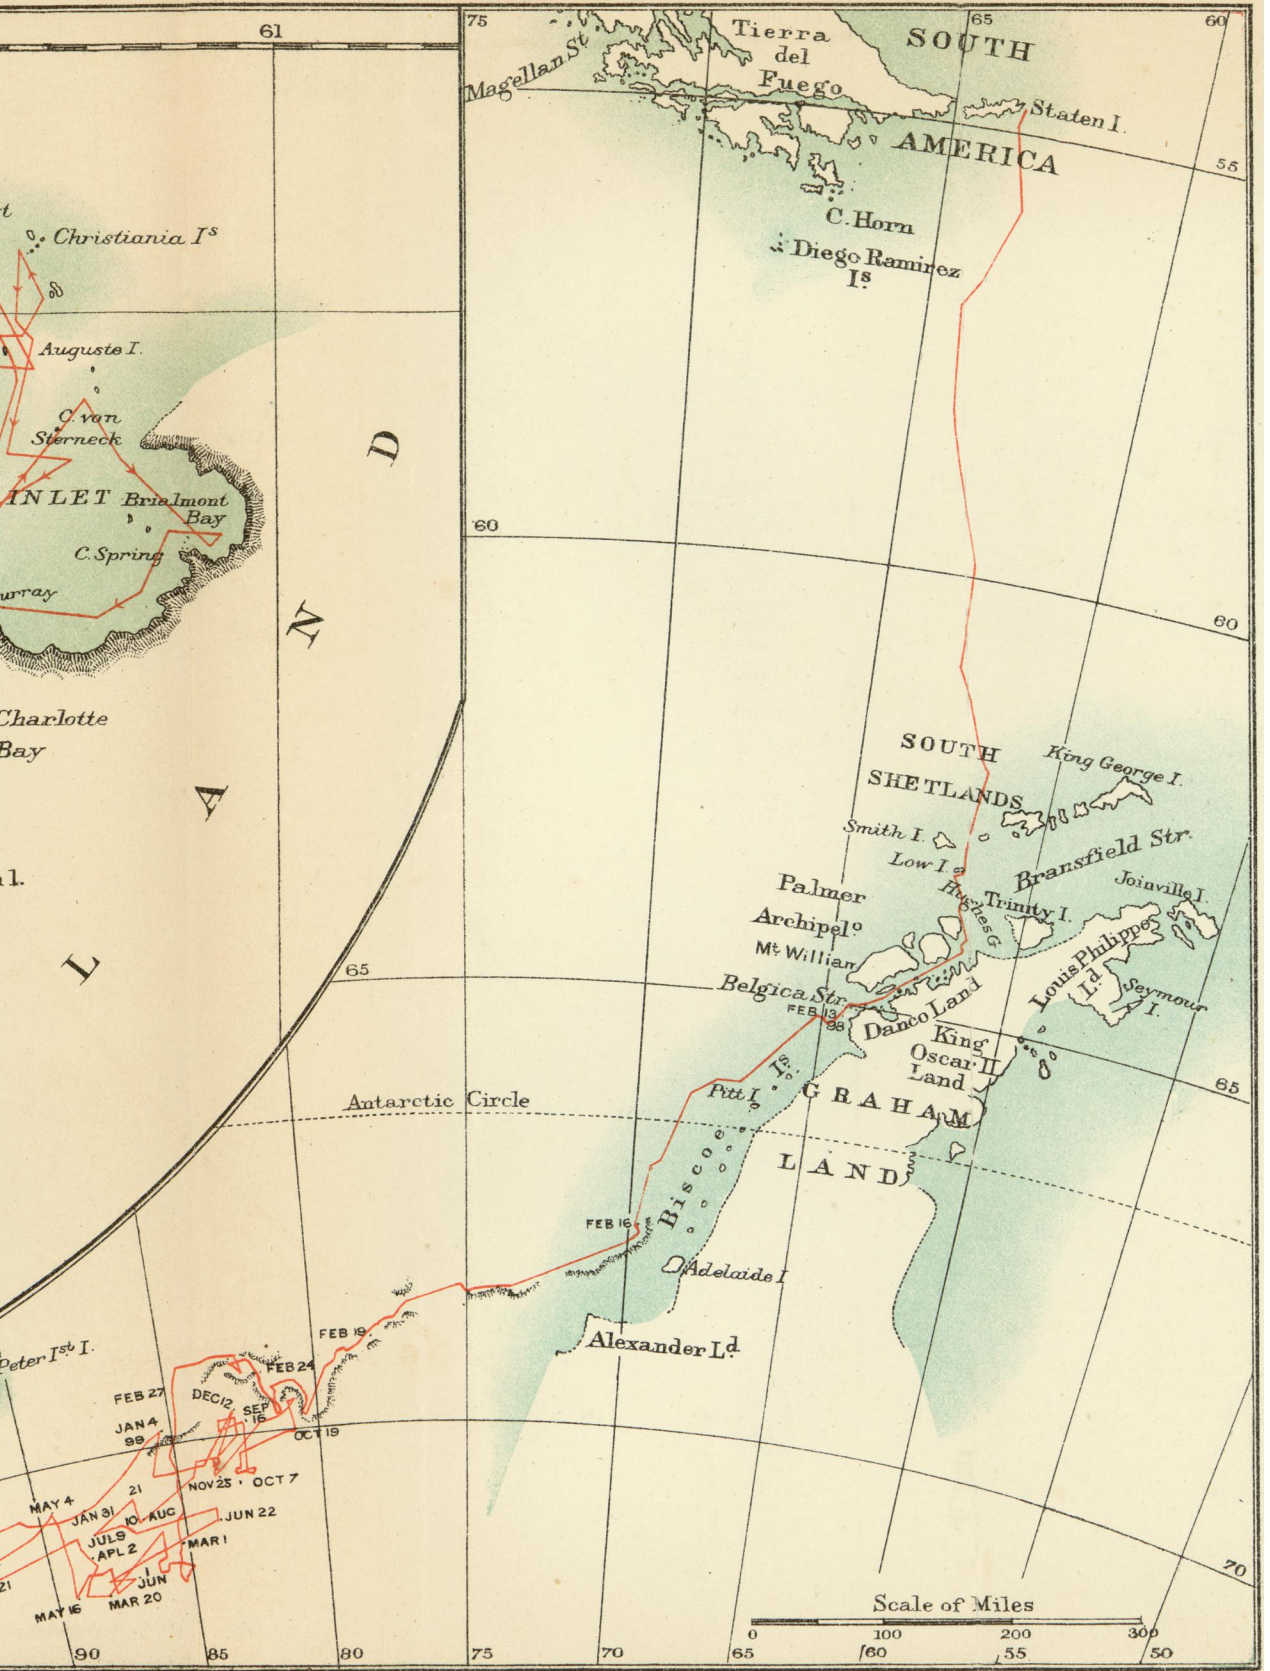 61
75
65
60
Magellan St.
Tierra
del
Fuego
SOUTH
AMERICA
Staten I.
55
C. Horn
Diego Ramirez
Is.
Christiania Is
Auguste I.
C. von
Sterneck
INLET
Brialmont
Bay
C. Spring
urray
Charlotte
Bay
L A N D
60
60
SOUTH
SHETLANDS
King George I.
Smith I.
Low I.
Bransfield Str.
Hughes G.
Trinity I.
Joinville I.
Palmer
Archipelo.
Mt William
Louis Philippe
Ld.
Seymour
I.
65
Belgica Str.
FEB 13
98
Danco Land
King
Oscar II
Land
65
Antarctic Circle
Pitt I.
Biscoe Is.
GRAHAM
LAND
FEB 16
Adelaide I
Alexander Ld.
Peter Ist I.
FEB 19
FEB 24
FEB 27
DEC 12
SEP
16
JAN 4
99
OCT 19
NOV 25
OCT 7
MAY 4
JAN 31
21
10 AUG
JUN 22
JUL 9
APL 2
MAR 1
1
JUN
21
MAY 16
MAR 20
70
Scale of Miles
0 100 200 300
90 85 80 75 70 65 60 55 50